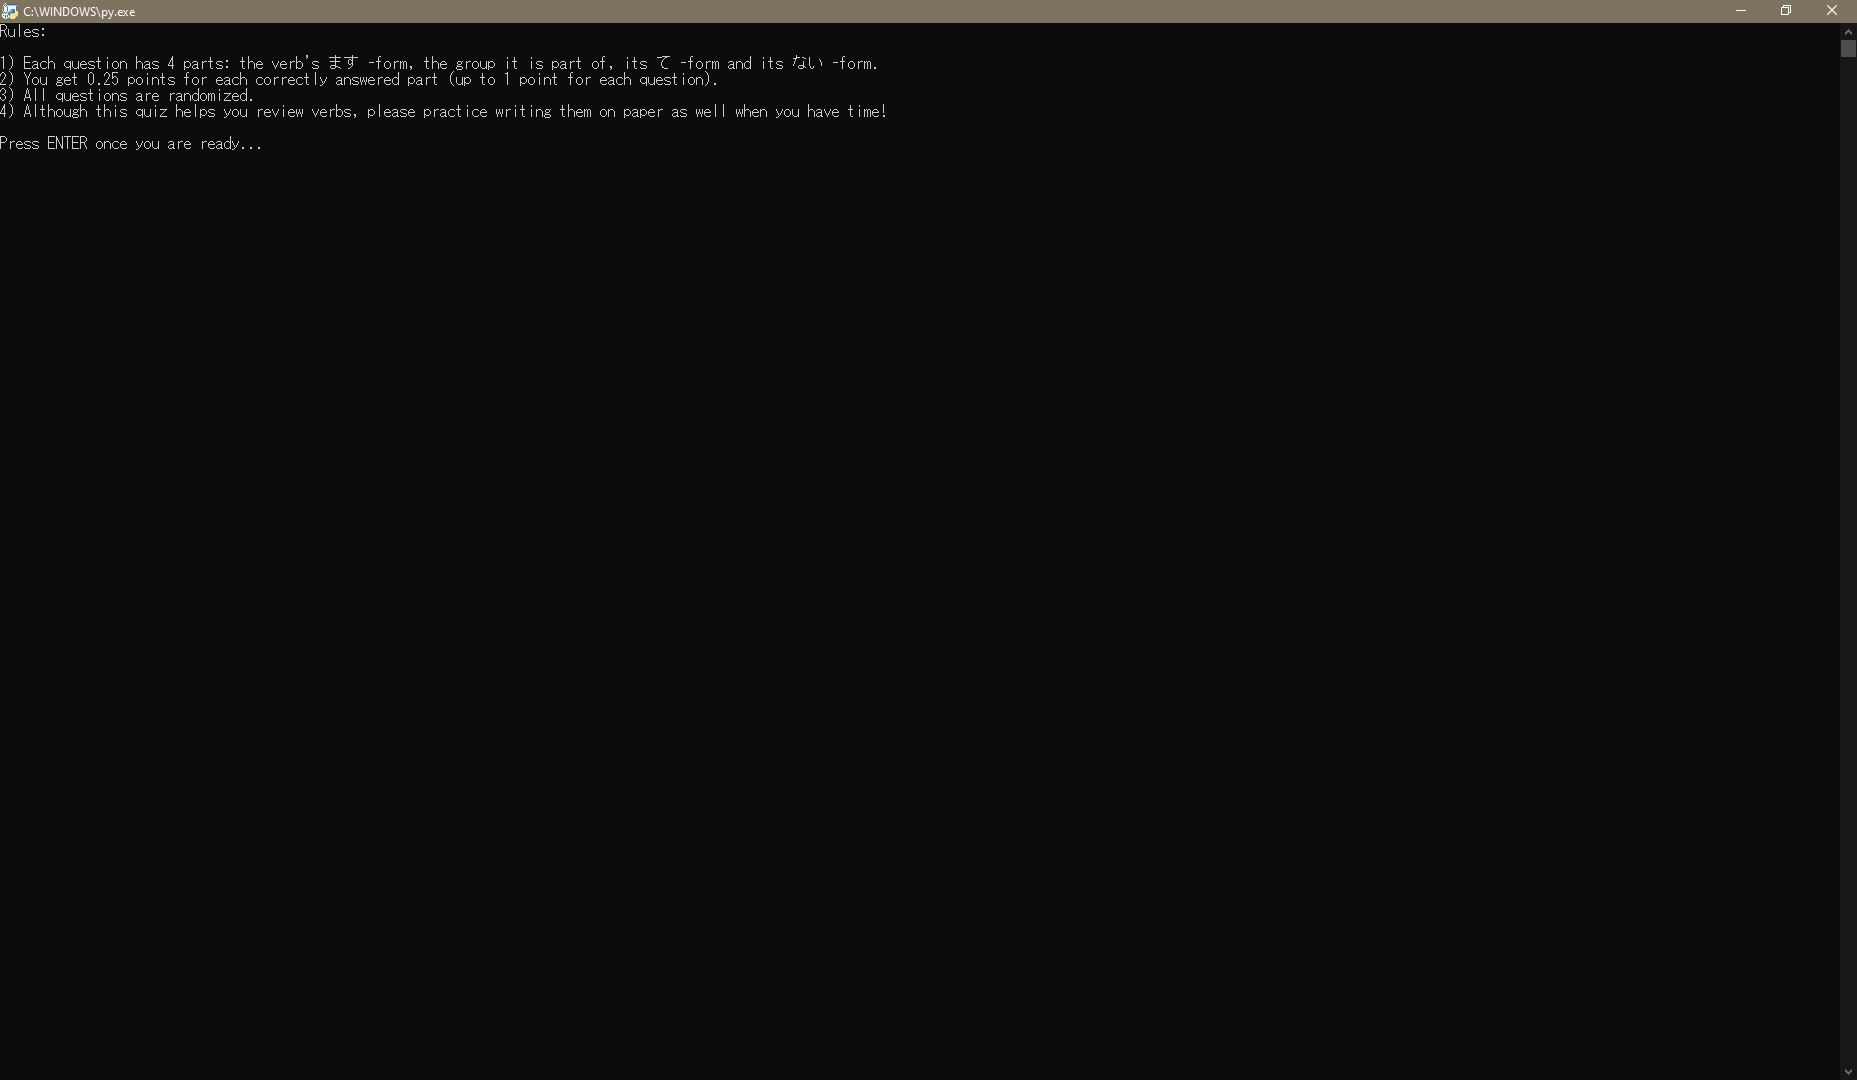 C:\WINDOWS\py.exe
Rules:
1) Each question has 4 parts: the verb's ます -form, the group it is part of, its て -form and its ない -form.
2) You get 0.25 points for each correctly answered part (up to 1 point for each question).
3) All questions are randomized.
4) Although this quiz helps you review verbs, please practice writing them on paper as well when you have time!
Press ENTER once you are ready...